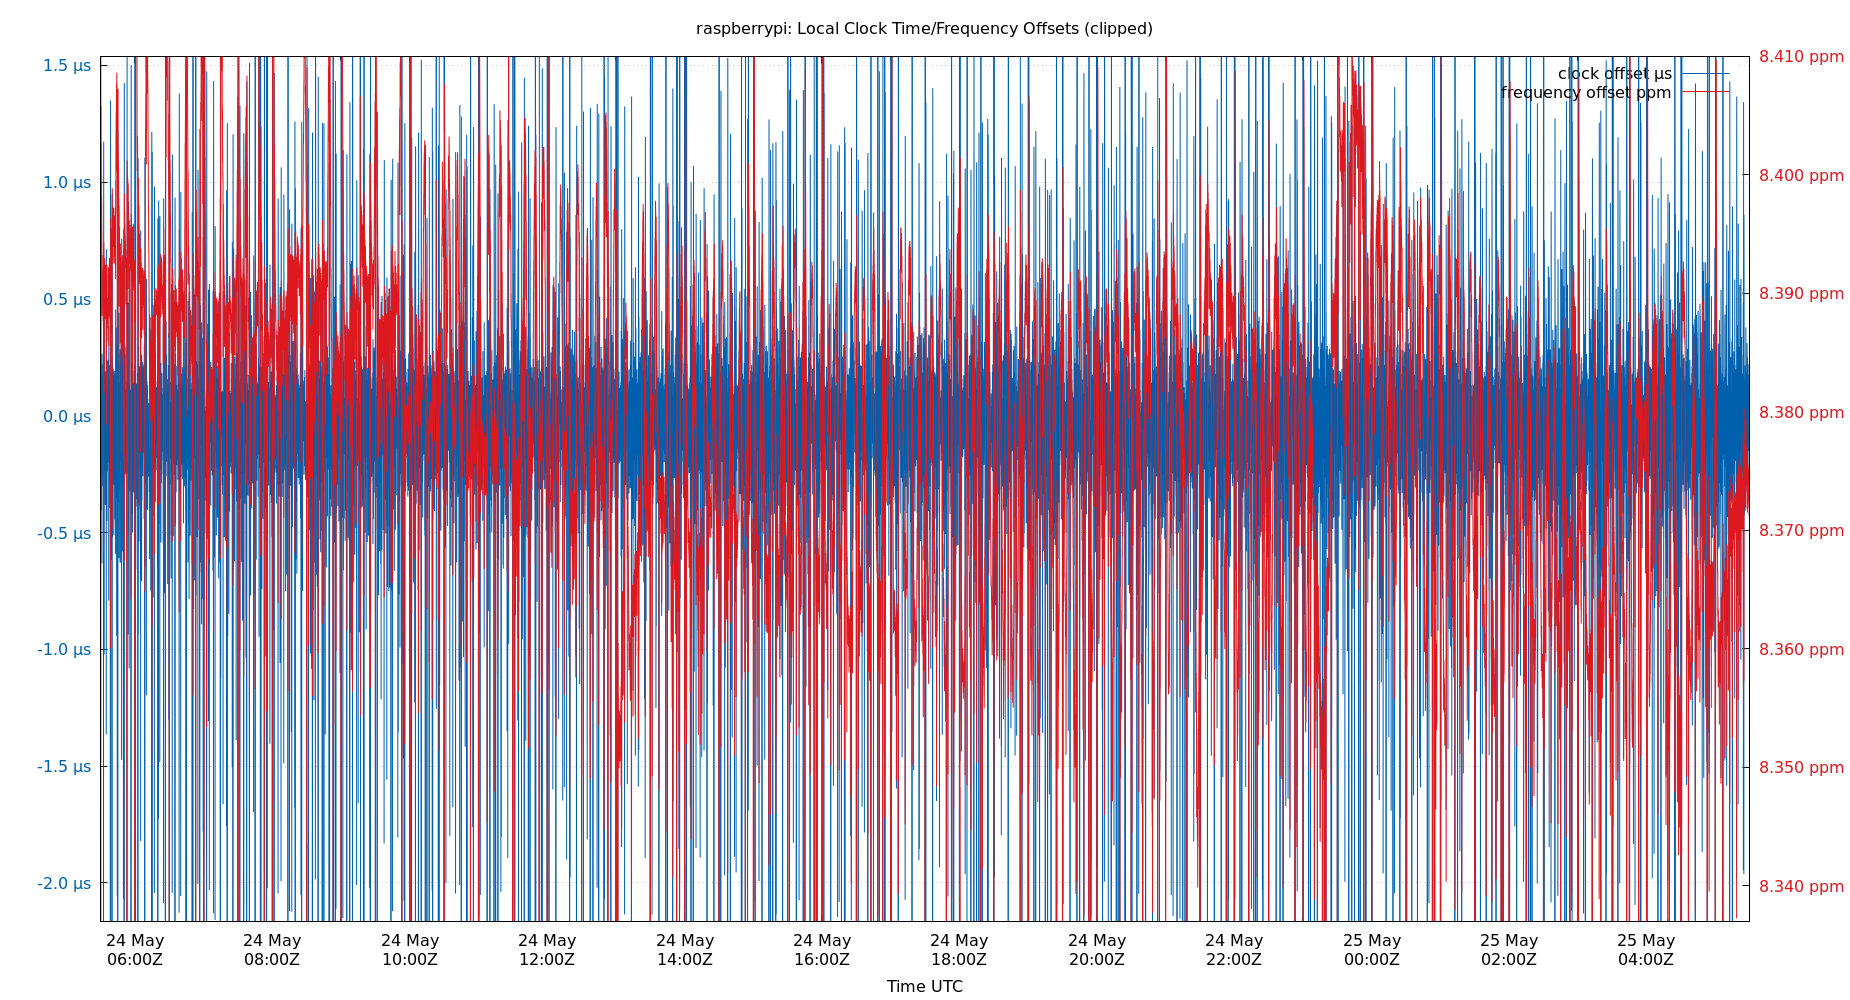 raspberrypi: Local Clock Time/Frequency Offsets (clipped)
clock offset µs
frequency offset ppm
1.5 µs
1.0 µs
0.5 µs
0.0 µs
-0.5 µs
-1.0 µs
-1.5 µs
-2.0 µs
8.410 ppm
8.400 ppm
8.390 ppm
8.380 ppm
8.370 ppm
8.360 ppm
8.350 ppm
8.340 ppm
24 May 24 May 24 May 24 May 24 May 24 May 24 May 24 May 24 May 25 May 25 May 25 May
06:00Z 08:00Z 10:00Z 12:00Z 14:00Z 16:00Z 18:00Z 20:00Z 22:00Z 00:00Z 02:00Z 04:00Z
Time UTC